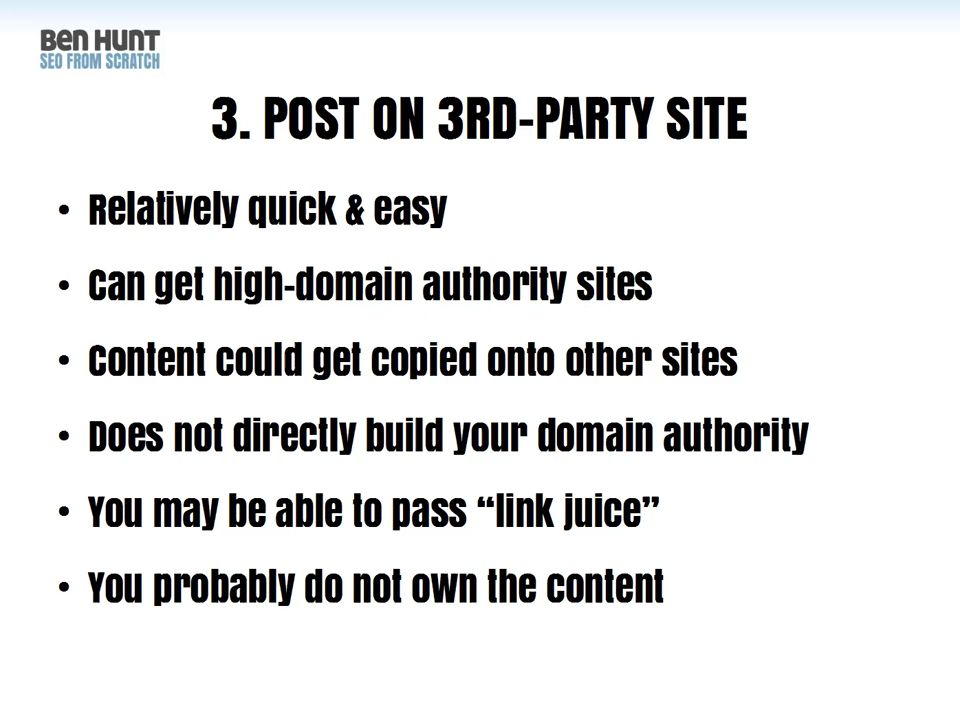 Ben Hunt
SEO FROM SCRATCH
3. POST ON 3RD-PARTY SITE
• Relatively quick & easy
• Can get high-domain authority sites
• Content could get copied onto other sites
• Does not directly build your domain authority
• You may be able to pass “link juice”
• You probably do not own the content